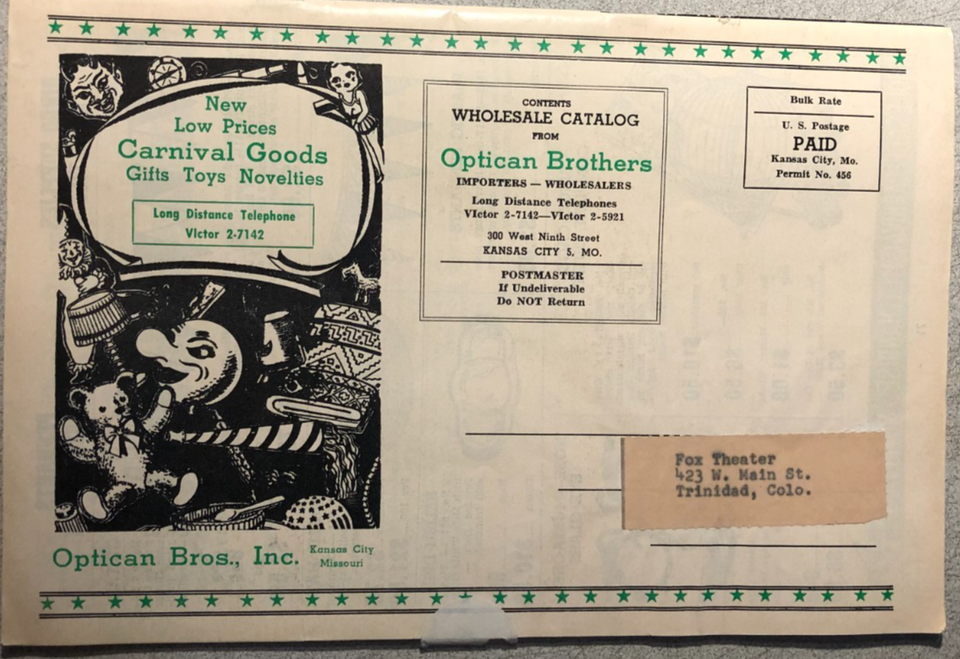 New
Low Prices
Carnival Goods
Gifts Toys Novelties
Long Distance Telephone
VIctor 2-7142
Optican Bros., Inc.
Kansas City
Missouri
CONTENTS
WHOLESALE CATALOG
FROM
Optican Brothers
IMPORTERS — WHOLESALERS
Long Distance Telephones
VIctor 2-7142—VIctor 2-5921
300 West Ninth Street
KANSAS CITY 5, MO.
POSTMASTER
If Undeliverable
Do NOT Return
Bulk Rate
U. S. Postage
PAID
Kansas City, Mo.
Permit No. 456
Fox Theater
423 W. Main St.
Trinidad, Colo.